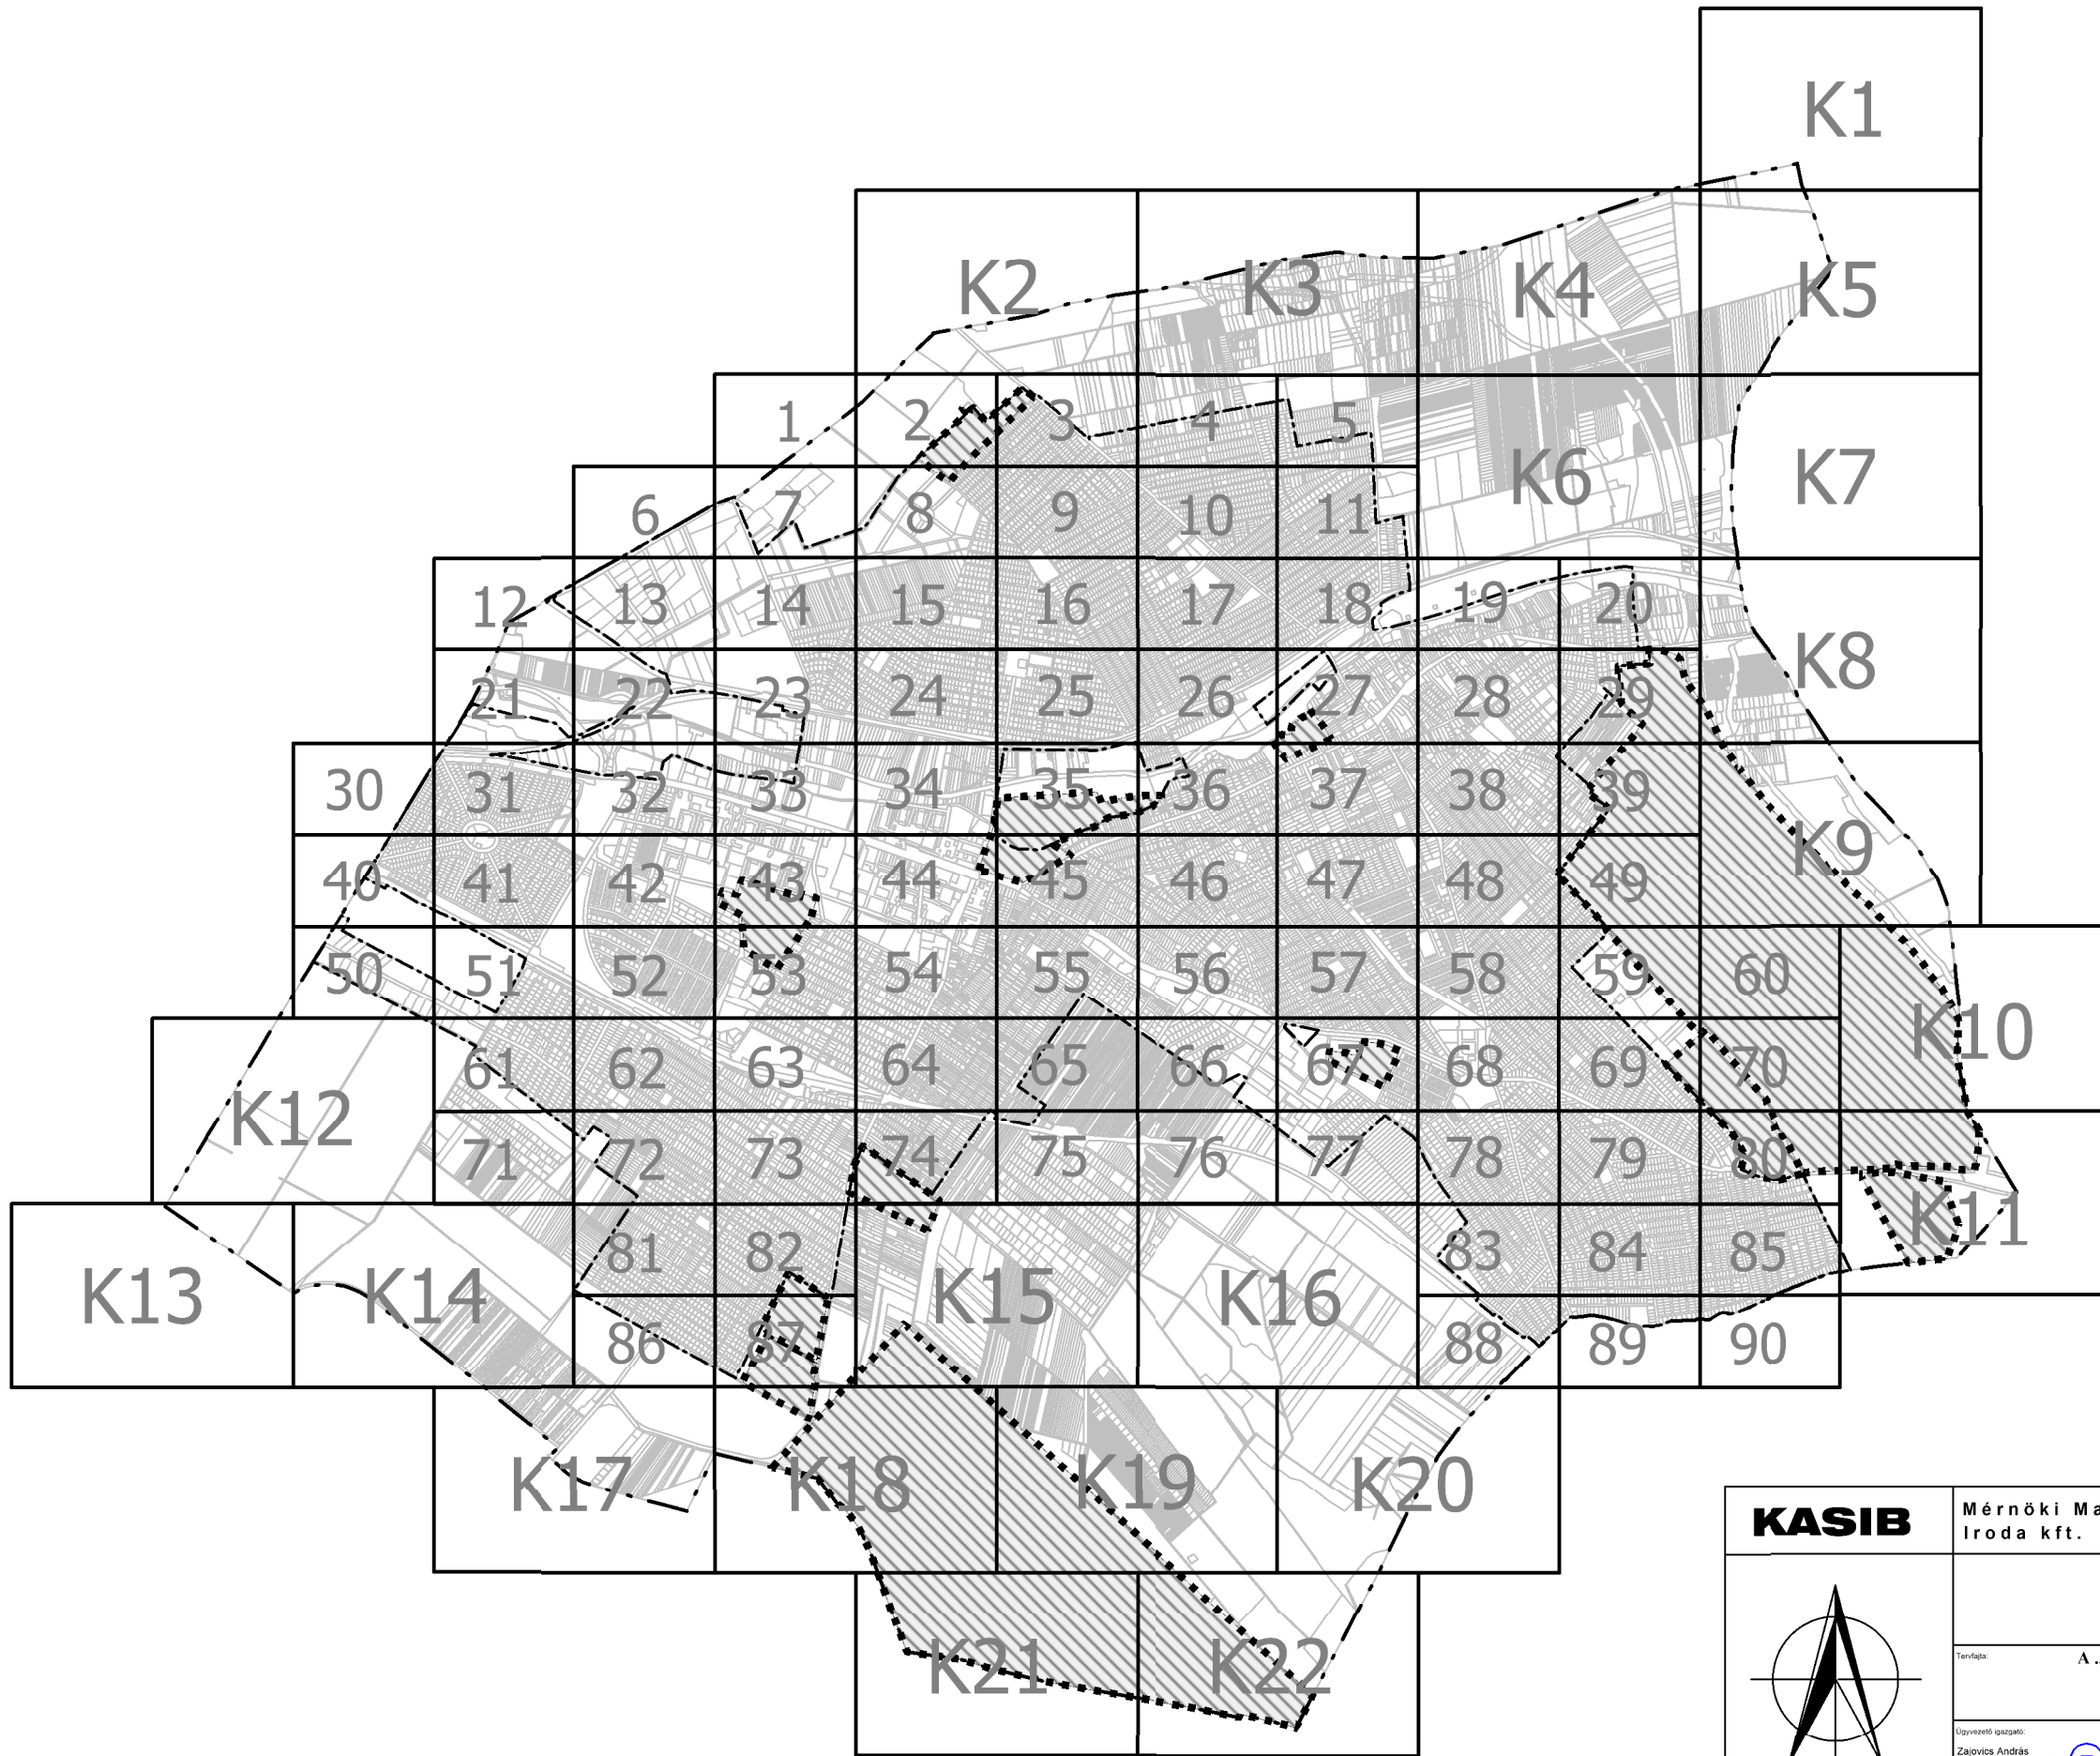 K1
K2 K3 K4 K5
1 2 3 4 5
K6 K7
6 7 8 9 10 11
12 13 14 15 16 17 18 19 20
K8
21 22 23 24 25 26 27 28 29
30 31 32 33 34 35 36 37 38 39
K9
40 41 42 43 44 45 46 47 48 49
50 51 52 53 54 55 56 57 58 59 60
K10
61 62 63 64 65 66 67 68 69 70
K12
71 72 73 74 75 76 77 78 79 80
K11
81 82 83 84 85
K13 K14 K15 K16
86 87 88 89 90
K17 K18 K19 K20
K21 K22
KASIB
Mérnöki Ma
Iroda kft.
Tervfajta:
A .
Ügyvezető igazgató:
Zajovics András